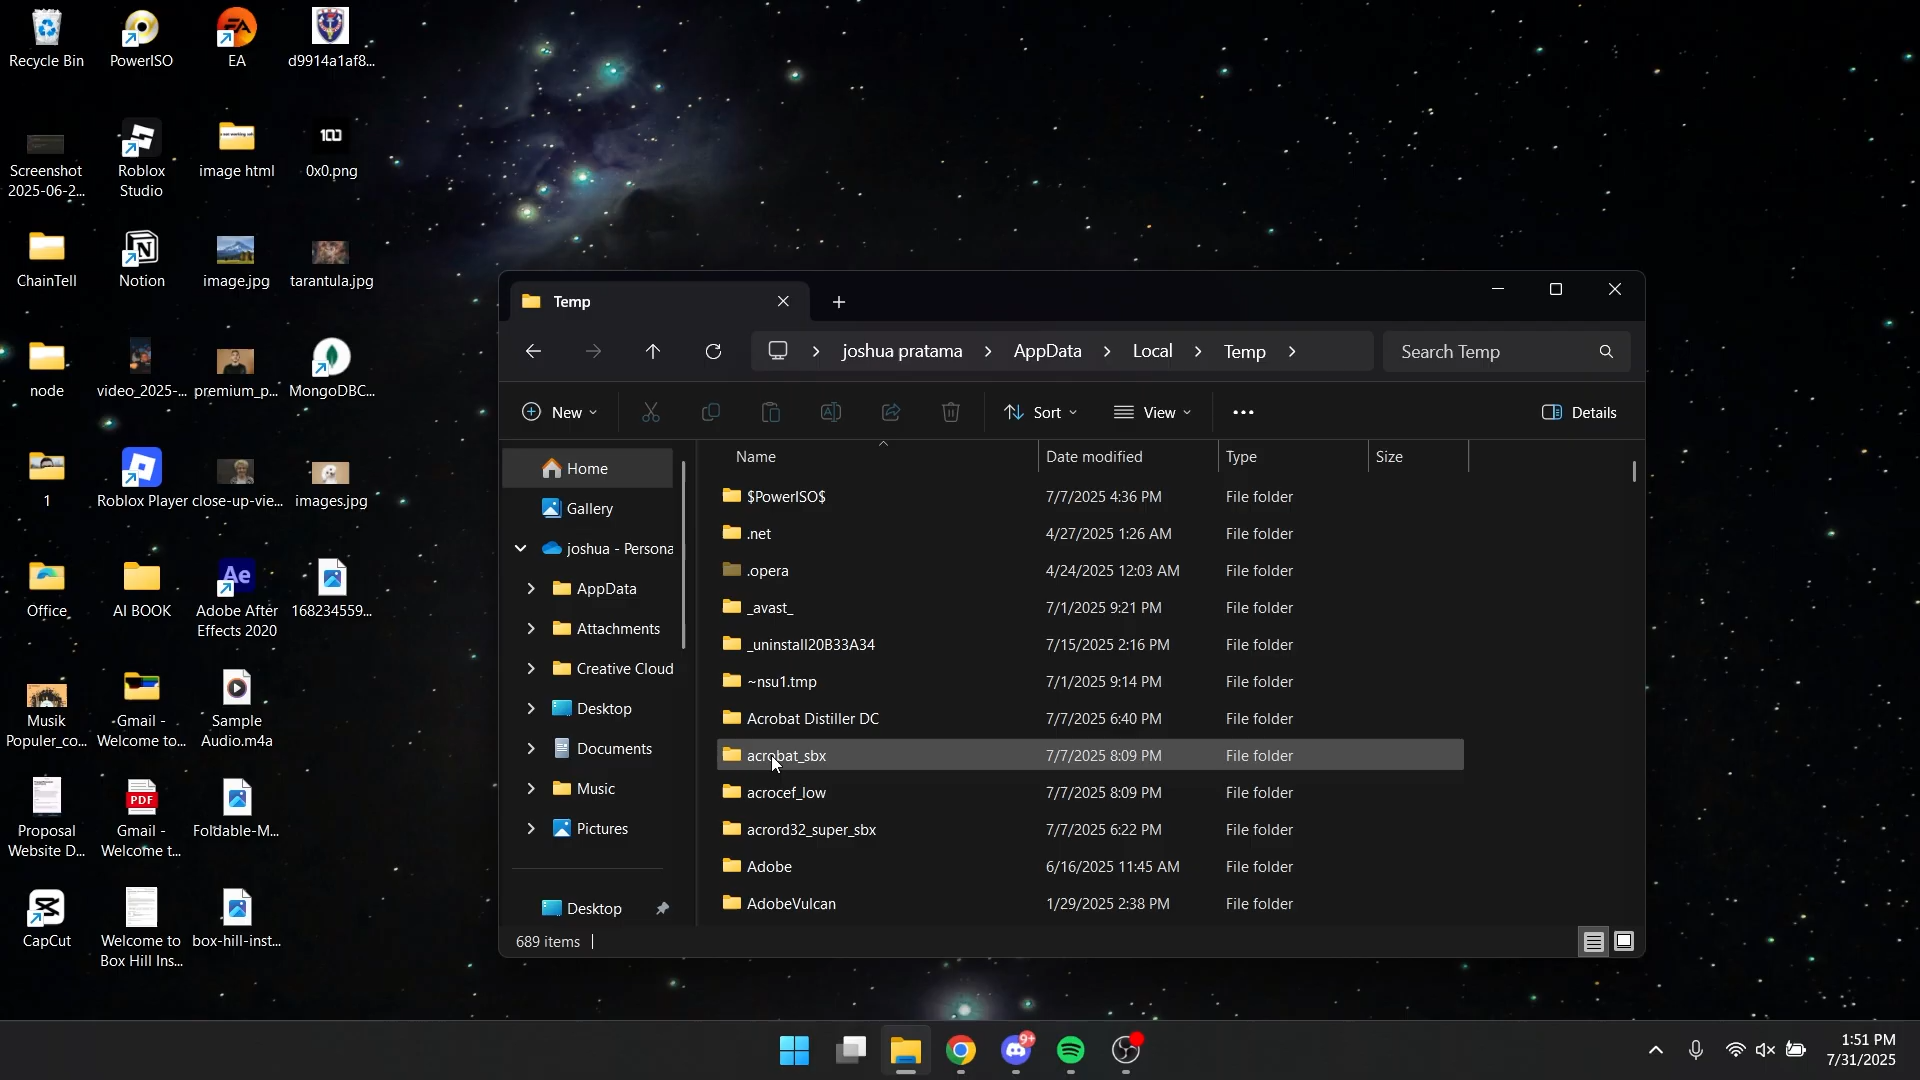 Recycle Bin
PowerISO
EA
d9914a1af8...
Screenshot
2025-06-2...
Roblox
Studio
image html
0x0.png
ChainTell
Notion
image.jpg
tarantula.jpg
node
video_2025-...
premium_p...
MongoDBC...
1
Roblox Player
close-up-vie...
images.jpg
Office
AI BOOK
Adobe After
Effects 2020
168234559...
Musik
Populer_co...
Gmail -
Welcome to...
Sample
Audio.m4a
Proposal
Website D...
Gmail -
Welcome t...
Foldable-M...
CapCut
Welcome to
Box Hill Ins...
box-hill-inst...
Temp
joshua pratama > AppData > Local > Temp >
Search Temp
New
Sort
View
Details
Home
Gallery
joshua - Persona
AppData
Attachments
Creative Cloud
Desktop
Documents
Music
Pictures
Desktop
Name Date modified Type Size
$PowerISO$ 7/7/2025 4:36 PM File folder
.net 4/27/2025 1:26 AM File folder
.opera 4/24/2025 12:03 AM File folder
_avast_ 7/1/2025 9:21 PM File folder
_uninstall20B33A34 7/15/2025 2:16 PM File folder
~nsu1.tmp 7/1/2025 9:14 PM File folder
Acrobat Distiller DC 7/7/2025 6:40 PM File folder
acrobat_sbx 7/7/2025 8:09 PM File folder
acrocef_low 7/7/2025 8:09 PM File folder
acrord32_super_sbx 7/7/2025 6:22 PM File folder
Adobe 6/16/2025 11:45 AM File folder
AdobeVulcan 1/29/2025 2:38 PM File folder
689 items
9+
1:51 PM
7/31/2025